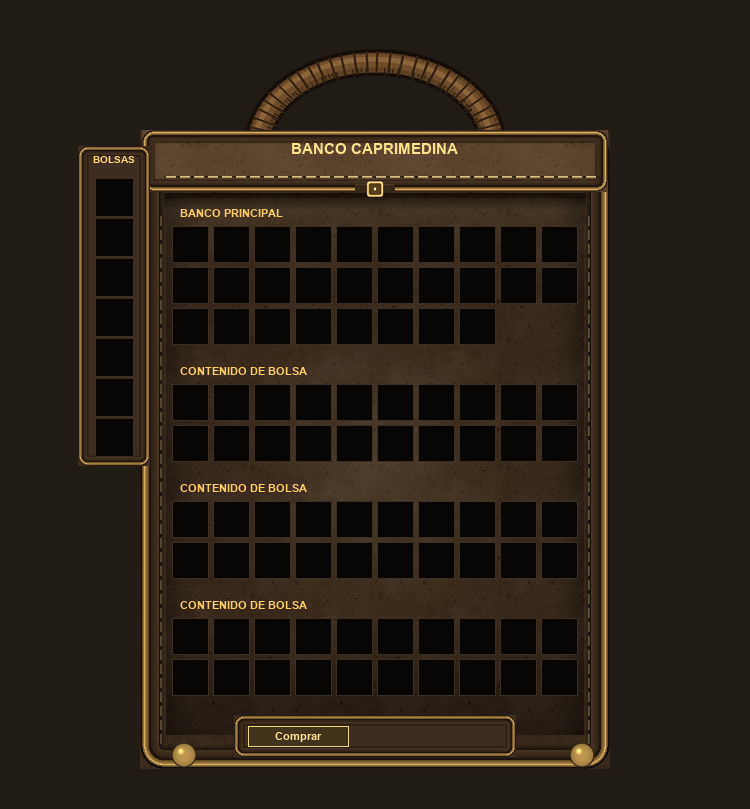 BANCO CAPRIMEDINA
BOLSAS
BANCO PRINCIPAL
CONTENIDO DE BOLSA
CONTENIDO DE BOLSA
CONTENIDO DE BOLSA
Comprar